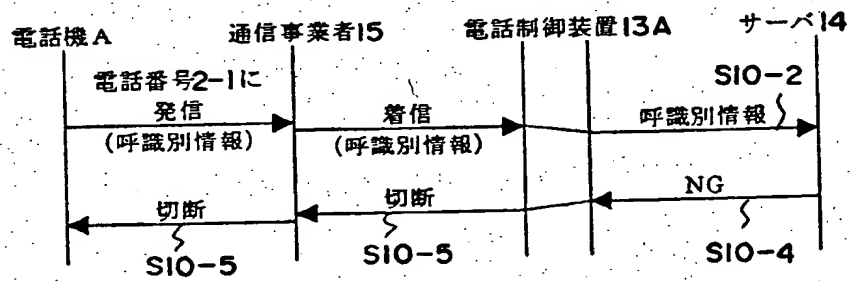 電話機A
通信事業者15
電話制御装置13A
サーバ14
電話番号2-1に
発信
(呼識別情報)
着信
(呼識別情報)
S10-2
呼識別情報
切断
S10-5
切断
S10-5
NG
S10-4